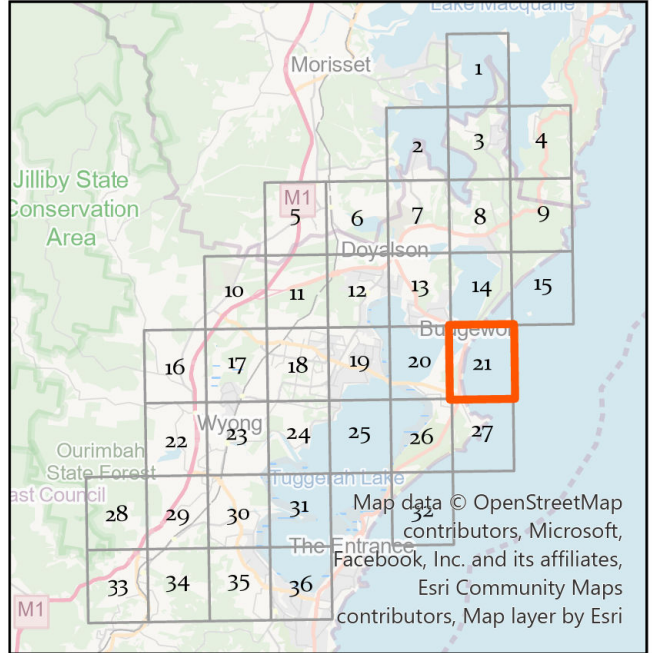 Lake Macquarie
Morisset
1
2
3
4
Jilliby State
Conservation
Area
M1
5
6
7
8
9
Doyalson
10
11
12
13
14
15
Budgewoi
16
17
18
19
20
21
Wyong
22
23
24
25
26
27
Ourimbah
State Forest
ast Council
Tuggerah Lake
28
29
30
31
32
The Entrance
33
34
35
36
M1
Map data © OpenStreetMap
contributors, Microsoft,
Facebook, Inc. and its affiliates,
Esri Community Maps
contributors, Map layer by Esri